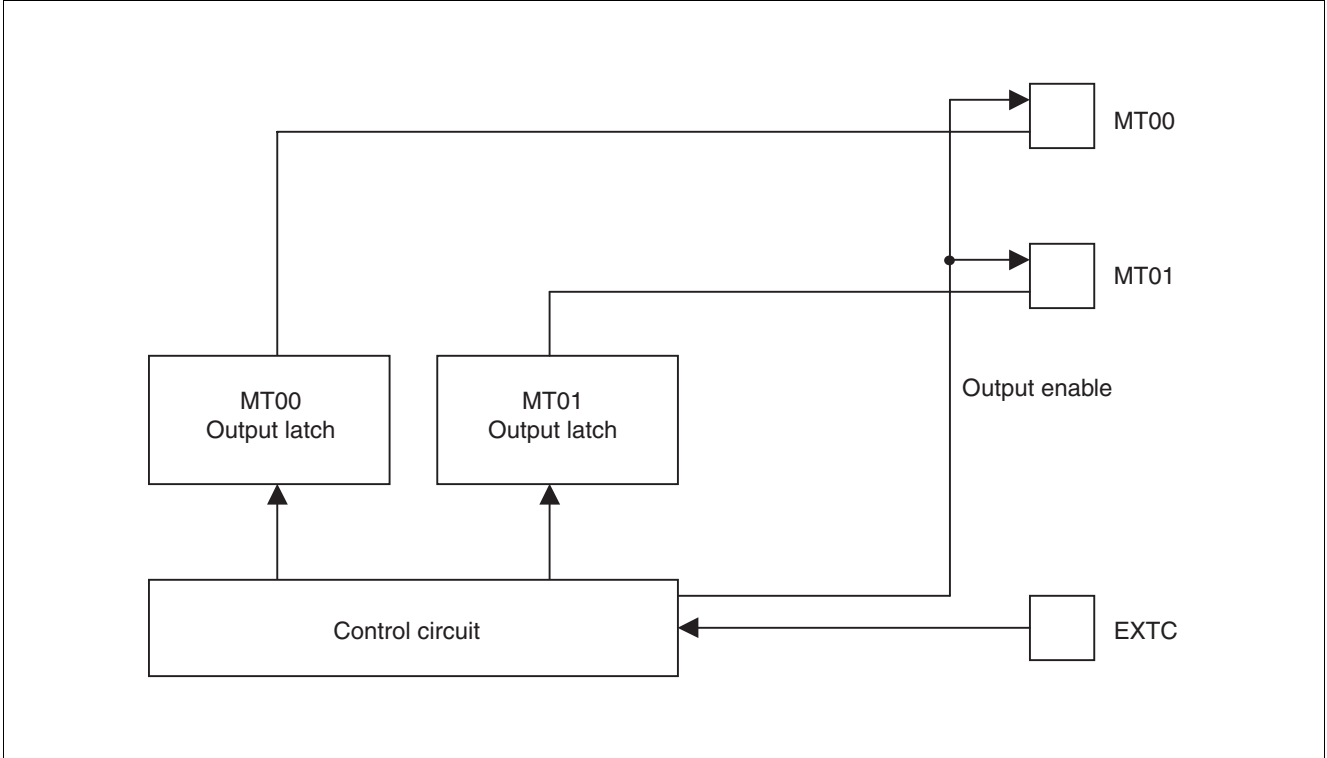 MT00
MT01
Output enable
MT00
Output latch
MT01
Output latch
Control circuit
EXTC